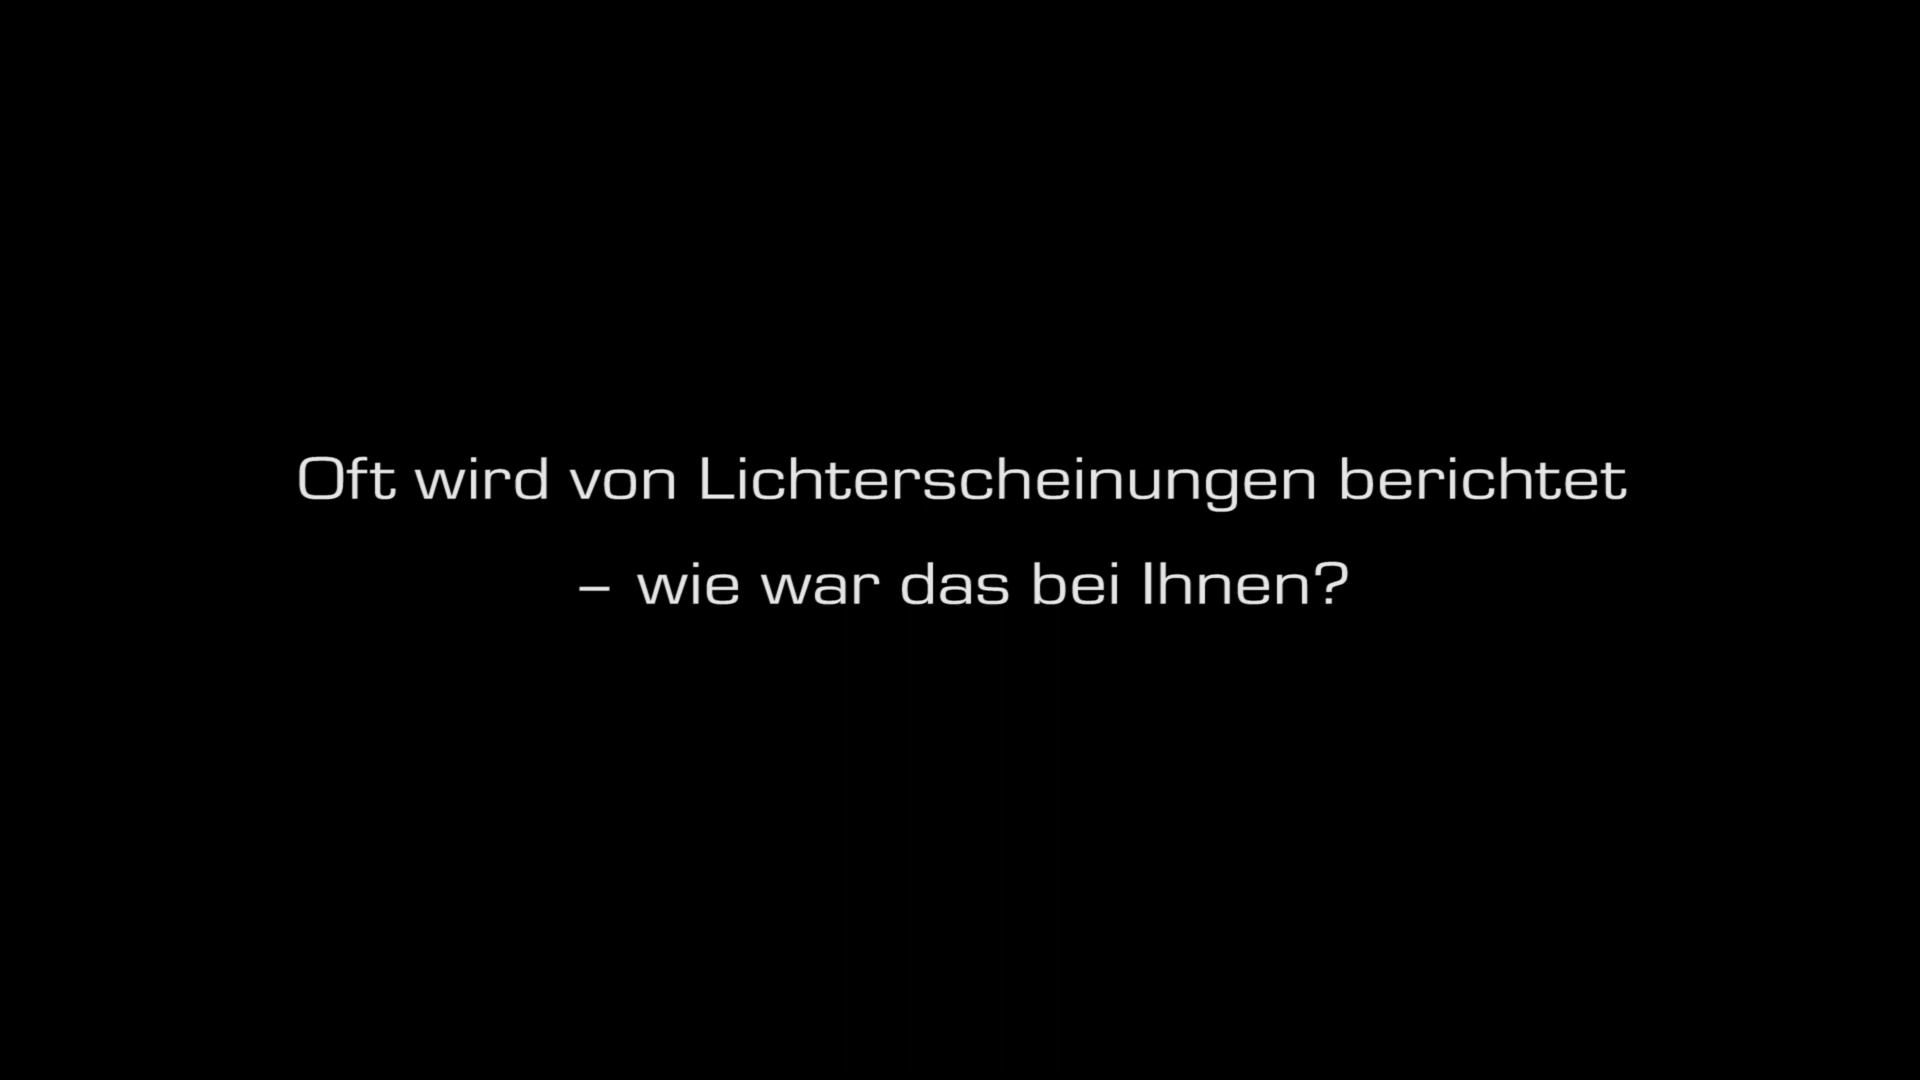 Oft wird von Lichterscheinungen berichtet
– wie war das bei Ihnen?